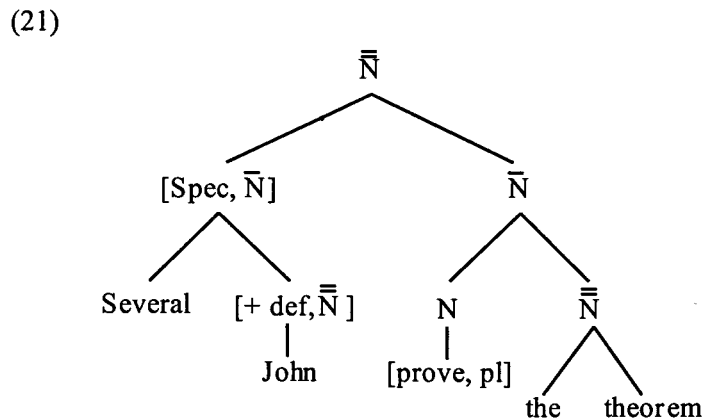 (21)
N̿
[Spec, N̄] N̄
Several [+ def, N̿ ] N N̿
John [prove, pl]
the theorem